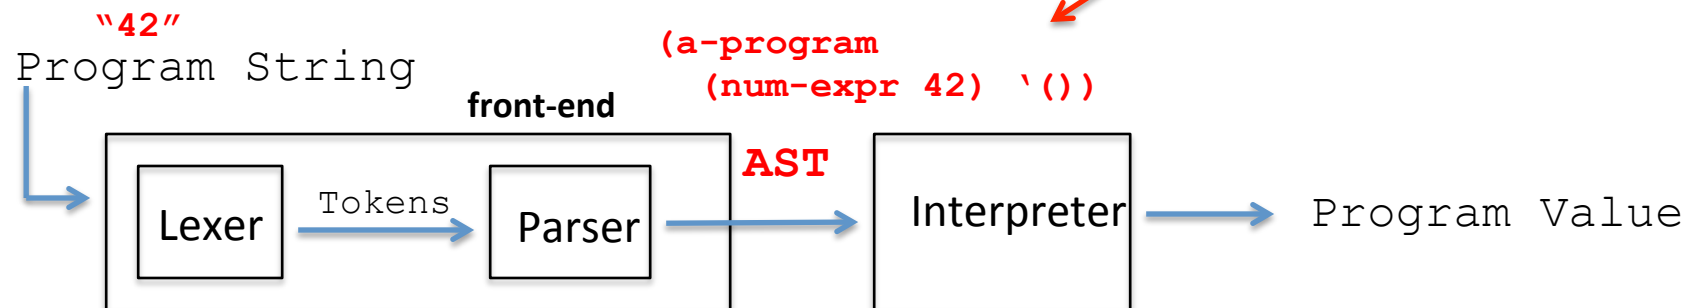 “42”
Program String
(a-program
(num-expr 42) ‘())
front-end
AST
Lexer
Tokens
Parser
Interpreter
Program Value